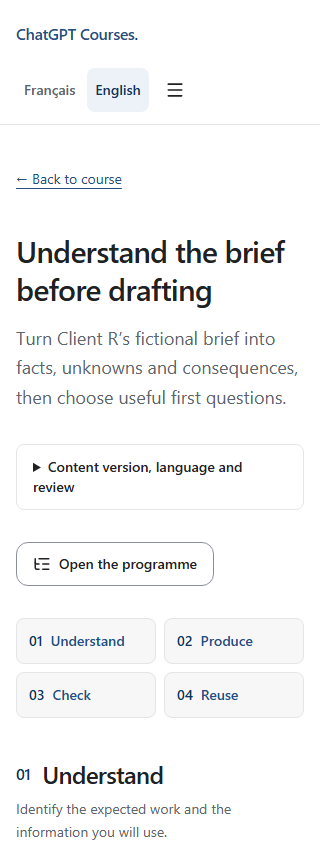 ChatGPT Courses.
Français English
← Back to course
Understand the brief
before drafting
Turn Client R’s fictional brief into
facts, unknowns and consequences,
then choose useful first questions.
Content version, language and
review
Open the programme
01 Understand
02 Produce
03 Check
04 Reuse
01 Understand
Identify the expected work and the
information you will use.